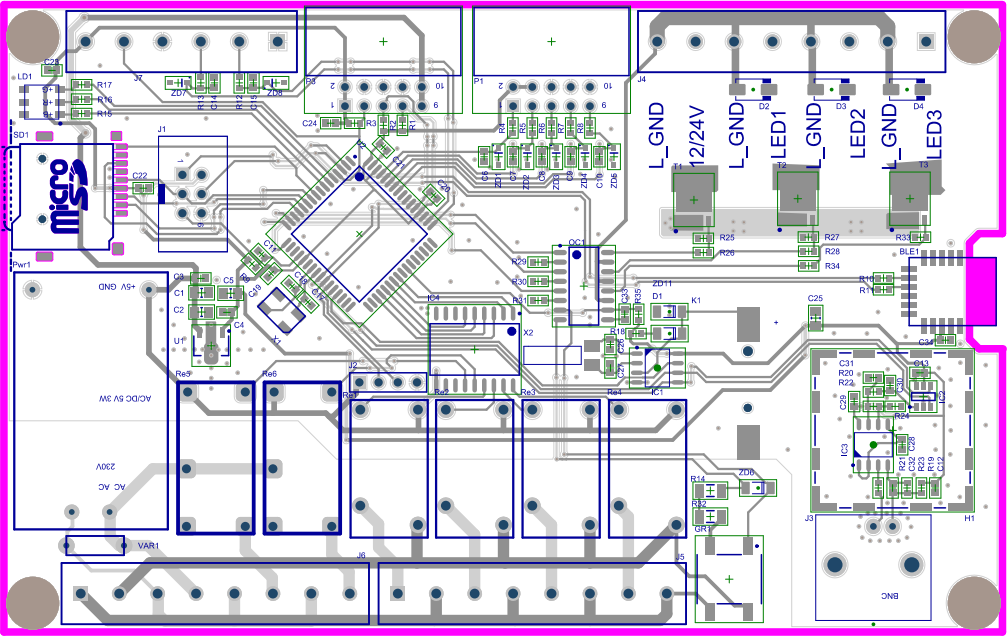 C23
LD1
+G
+R
+B
R17
R16
R15
J7
ZD7
R13
C14
R12
C15
ZD8
P3
2
1
10
9
C24
R3
R2
R1
P1
2
1
10
9
R4
R5
R6
R7
R8
C6
ZD1
C7
ZD2
C8
ZD3
C9
ZD4
C10
ZD5
J4
D2
D3
D4
L_GND
12/24V
L_GND
LED1
L_GND
LED2
L_GND
LED3
T1
T2
T3
SD1
micro
SD
J1
1
C22
C21
C20
Pwr1
+5V
GND
C3
C1
C2
C5
C4
U1
C19
C18
C17
X1
OC1
R29
R30
R31
R25
R26
R27
R28
R34
R33
BLE1
R10
R11
ZD11
C33
R35
D1
K1
R18
C26
C27
IC1
C25
C34
IC4
X2
J2
Re5
Re6
Re1
Re2
Re3
Re4
AC/DC 5V 3W
230V
AC
AC
VAR1
J6
J5
R14
R32
ZD6
GR1
C31
R20
R22
C29
C30
C13
IC2
R24
IC3
C28
R21
C32
R23
R19
C12
J3
H1
BNC